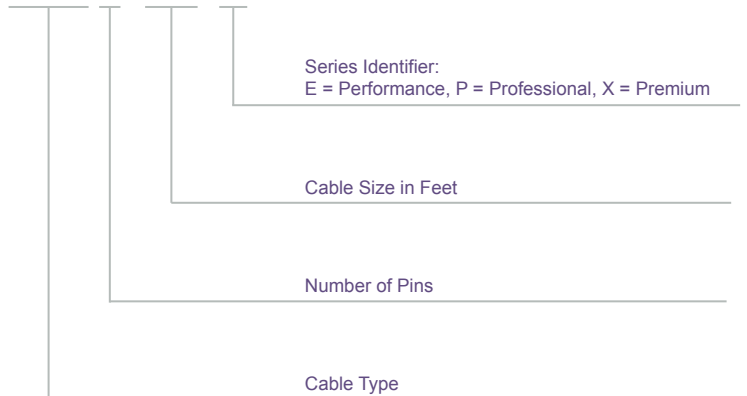 Series Identifier:
E = Performance, P = Professional, X = Premium
Cable Size in Feet
Number of Pins
Cable Type